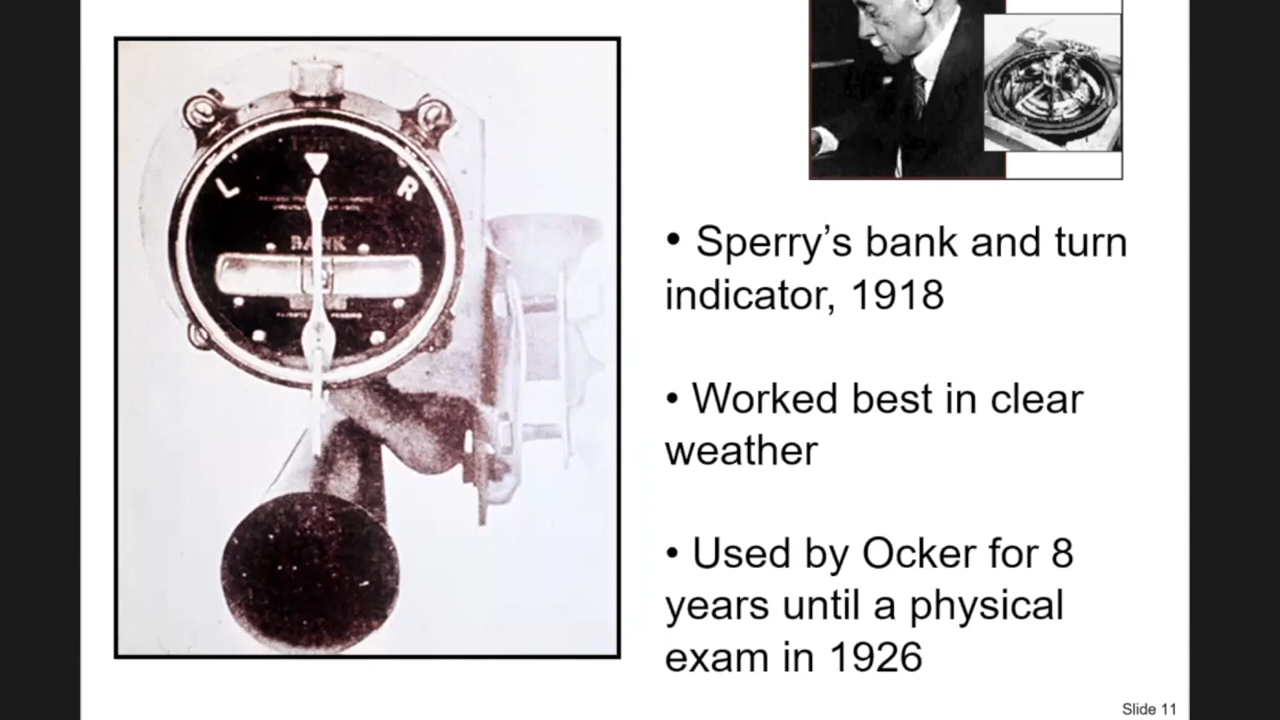 L
R
BANK
• Sperry’s bank and turn
indicator, 1918
• Worked best in clear
weather
• Used by Ocker for 8
years until a physical
exam in 1926
Slide 11